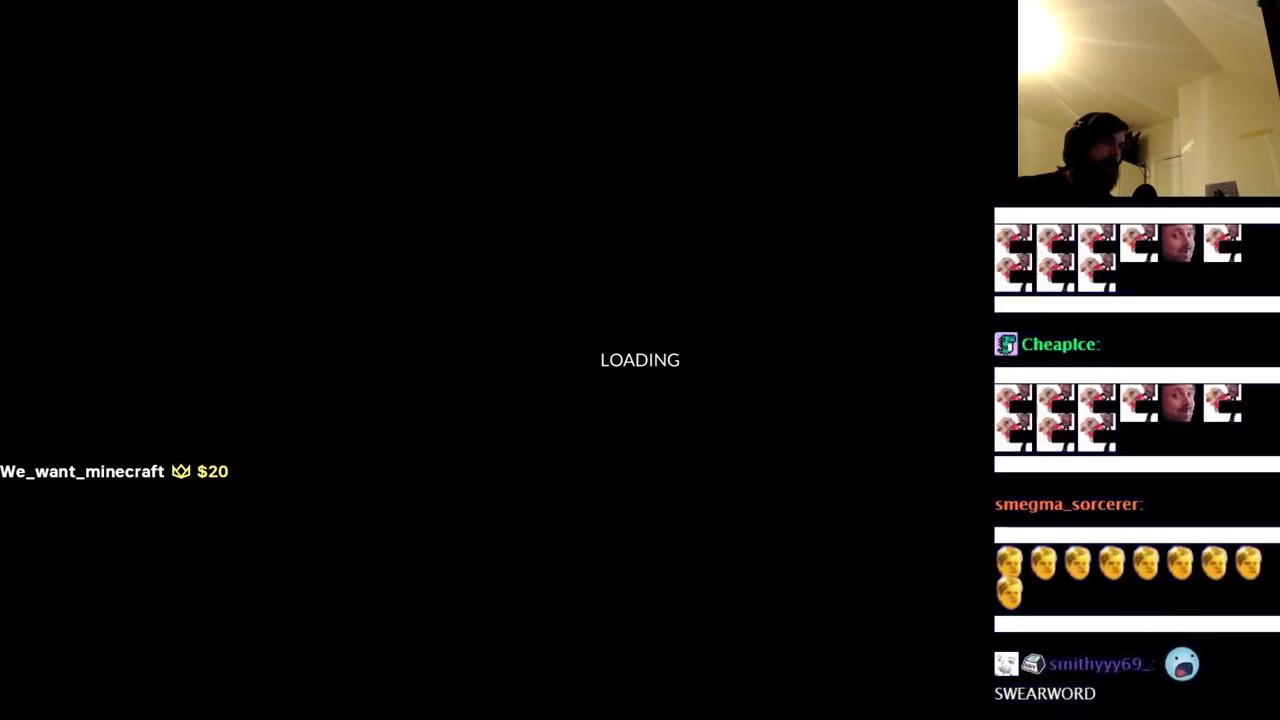 LOADING
We_want_minecraft $20
CheapIce:
smegma_sorcerer:
smithyyy69_:
SWEARWORD